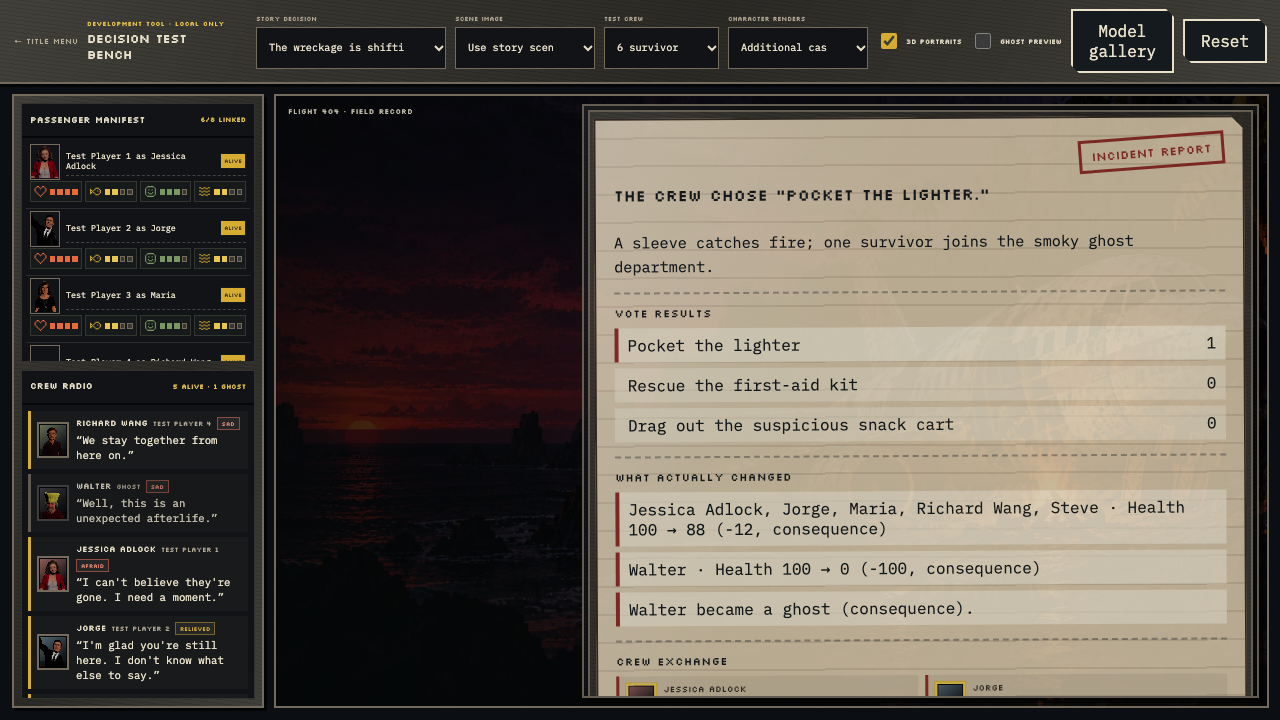 ← TITLE MENU
DEVELOPMENT TOOL · LOCAL ONLY
DECISION TEST
BENCH
STORY DECISION
The wreckage is shifti
SCENE IMAGE
Use story scen
TEST CREW
6 survivor
CHARACTER RENDERS
Additional cas
3D PORTRAITS
GHOST PREVIEW
Model
gallery
Reset
PASSENGER MANIFEST
6/8 LINKED
Test Player 1 as Jessica
Adlock
ALIVE
Test Player 2 as Jorge
ALIVE
Test Player 3 as Maria
ALIVE
Test Player 4 as Richard Wang
ALIVE
CREW RADIO
5 ALIVE · 1 GHOST
RICHARD WANG TEST PLAYER 4 SAD
“We stay together from
here on.”
WALTER GHOST SAD
“Well, this is an
unexpected afterlife.”
JESSICA ADLOCK TEST PLAYER 1
AFRAID
“I can't believe they're
gone. I need a moment.”
JORGE TEST PLAYER 2 RELIEVED
“I'm glad you're still
here. I don't know what
else to say.”
FLIGHT 404 · FIELD RECORD
INCIDENT REPORT
THE CREW CHOSE "POCKET THE LIGHTER."
A sleeve catches fire; one survivor joins the smoky ghost
department.
VOTE RESULTS
Pocket the lighter 1
Rescue the first-aid kit 0
Drag out the suspicious snack cart 0
WHAT ACTUALLY CHANGED
Jessica Adlock, Jorge, Maria, Richard Wang, Steve · Health
100 → 88 (-12, consequence)
Walter · Health 100 → 0 (-100, consequence)
Walter became a ghost (consequence).
CREW EXCHANGE
JESSICA ADLOCK
JORGE